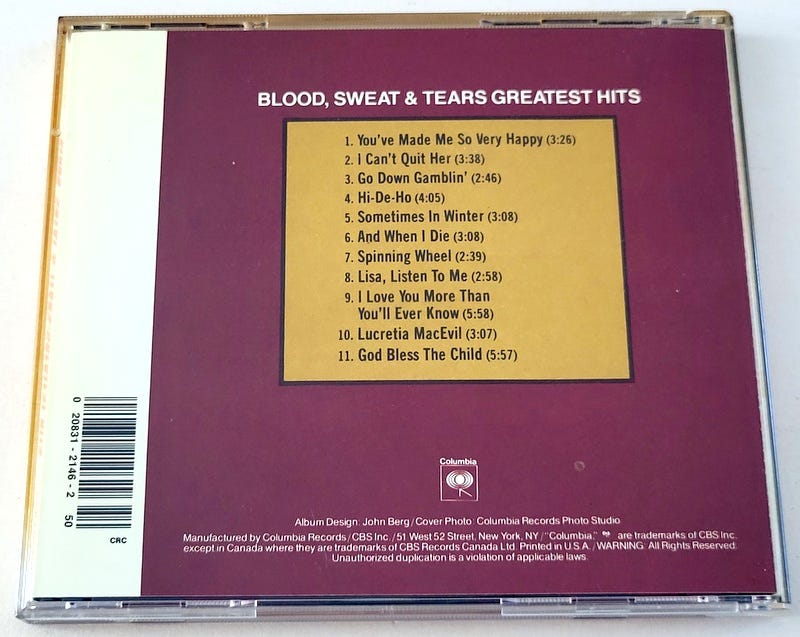 BLOOD, SWEAT & TEARS GREATEST HITS
1. You've Made Me So Very Happy (3:26)
2. I Can't Quit Her (3:38)
3. Go Down Gamblin' (2:46)
4. Hi-De-Ho (4:05)
5. Sometimes In Winter (3:08)
6. And When I Die (3:08)
7. Spinning Wheel (2:39)
8. Lisa, Listen To Me (2:58)
9. I Love You More Than
You'll Ever Know (5:58)
10. Lucretia MacEvil (3:07)
11. God Bless The Child (5:57)
0 20831-2146-2 50
CRC
Columbia
Album Design: John Berg/Cover Photo: Columbia Records Photo Studio
Manufactured by Columbia Records/CBS Inc./51 West 52 Street, New York, NY/"Columbia," are trademarks of CBS Inc.
except in Canada where they are trademarks of CBS Records Canada Ltd. Printed in U.S.A./WARNING: All Rights Reserved.
Unauthorized duplication is a violation of applicable laws.